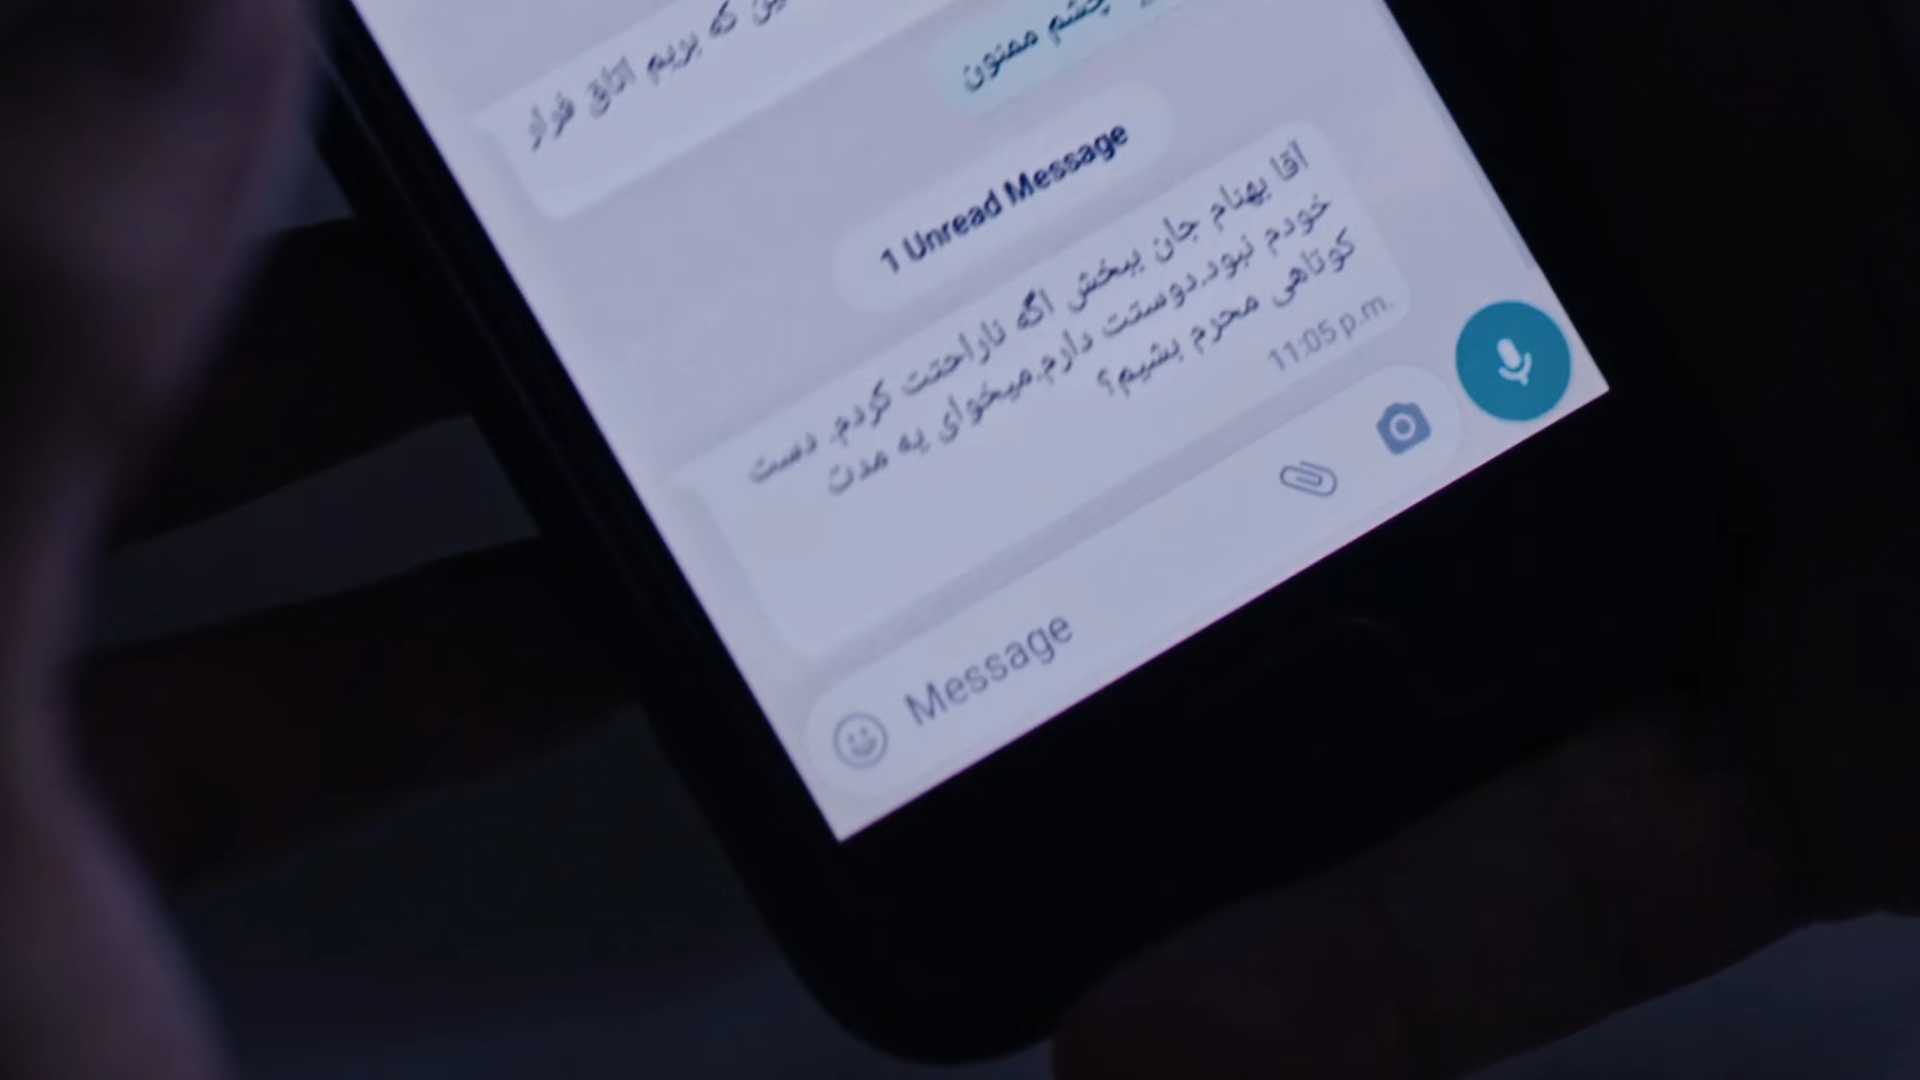 که بریم اتاق فرار
چشم ممنون
1 Unread Message
آقا بهنام جان ببخش اگه ناراحتت کردم. دست
خودم نبود.دوستت دارم.میخوای یه مدت
کوتاهی محرم بشیم؟
11:05 p.m.
Message